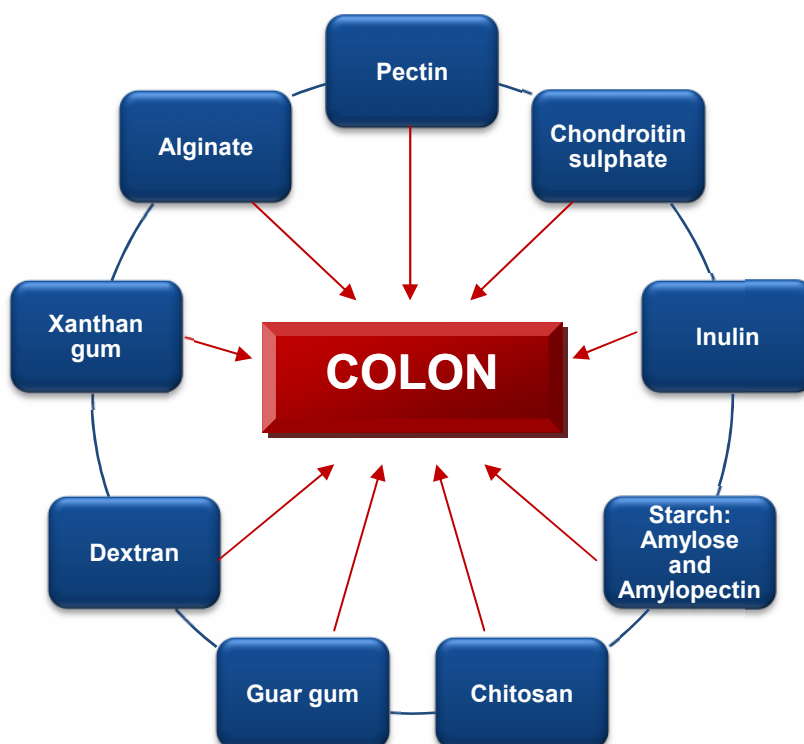 Pectin
Chondroitin
sulphate
Alginate
Xanthan
gum
Inulin
COLON
Starch:
Amylose
and
Amylopectin
Dextran
Guar gum
Chitosan